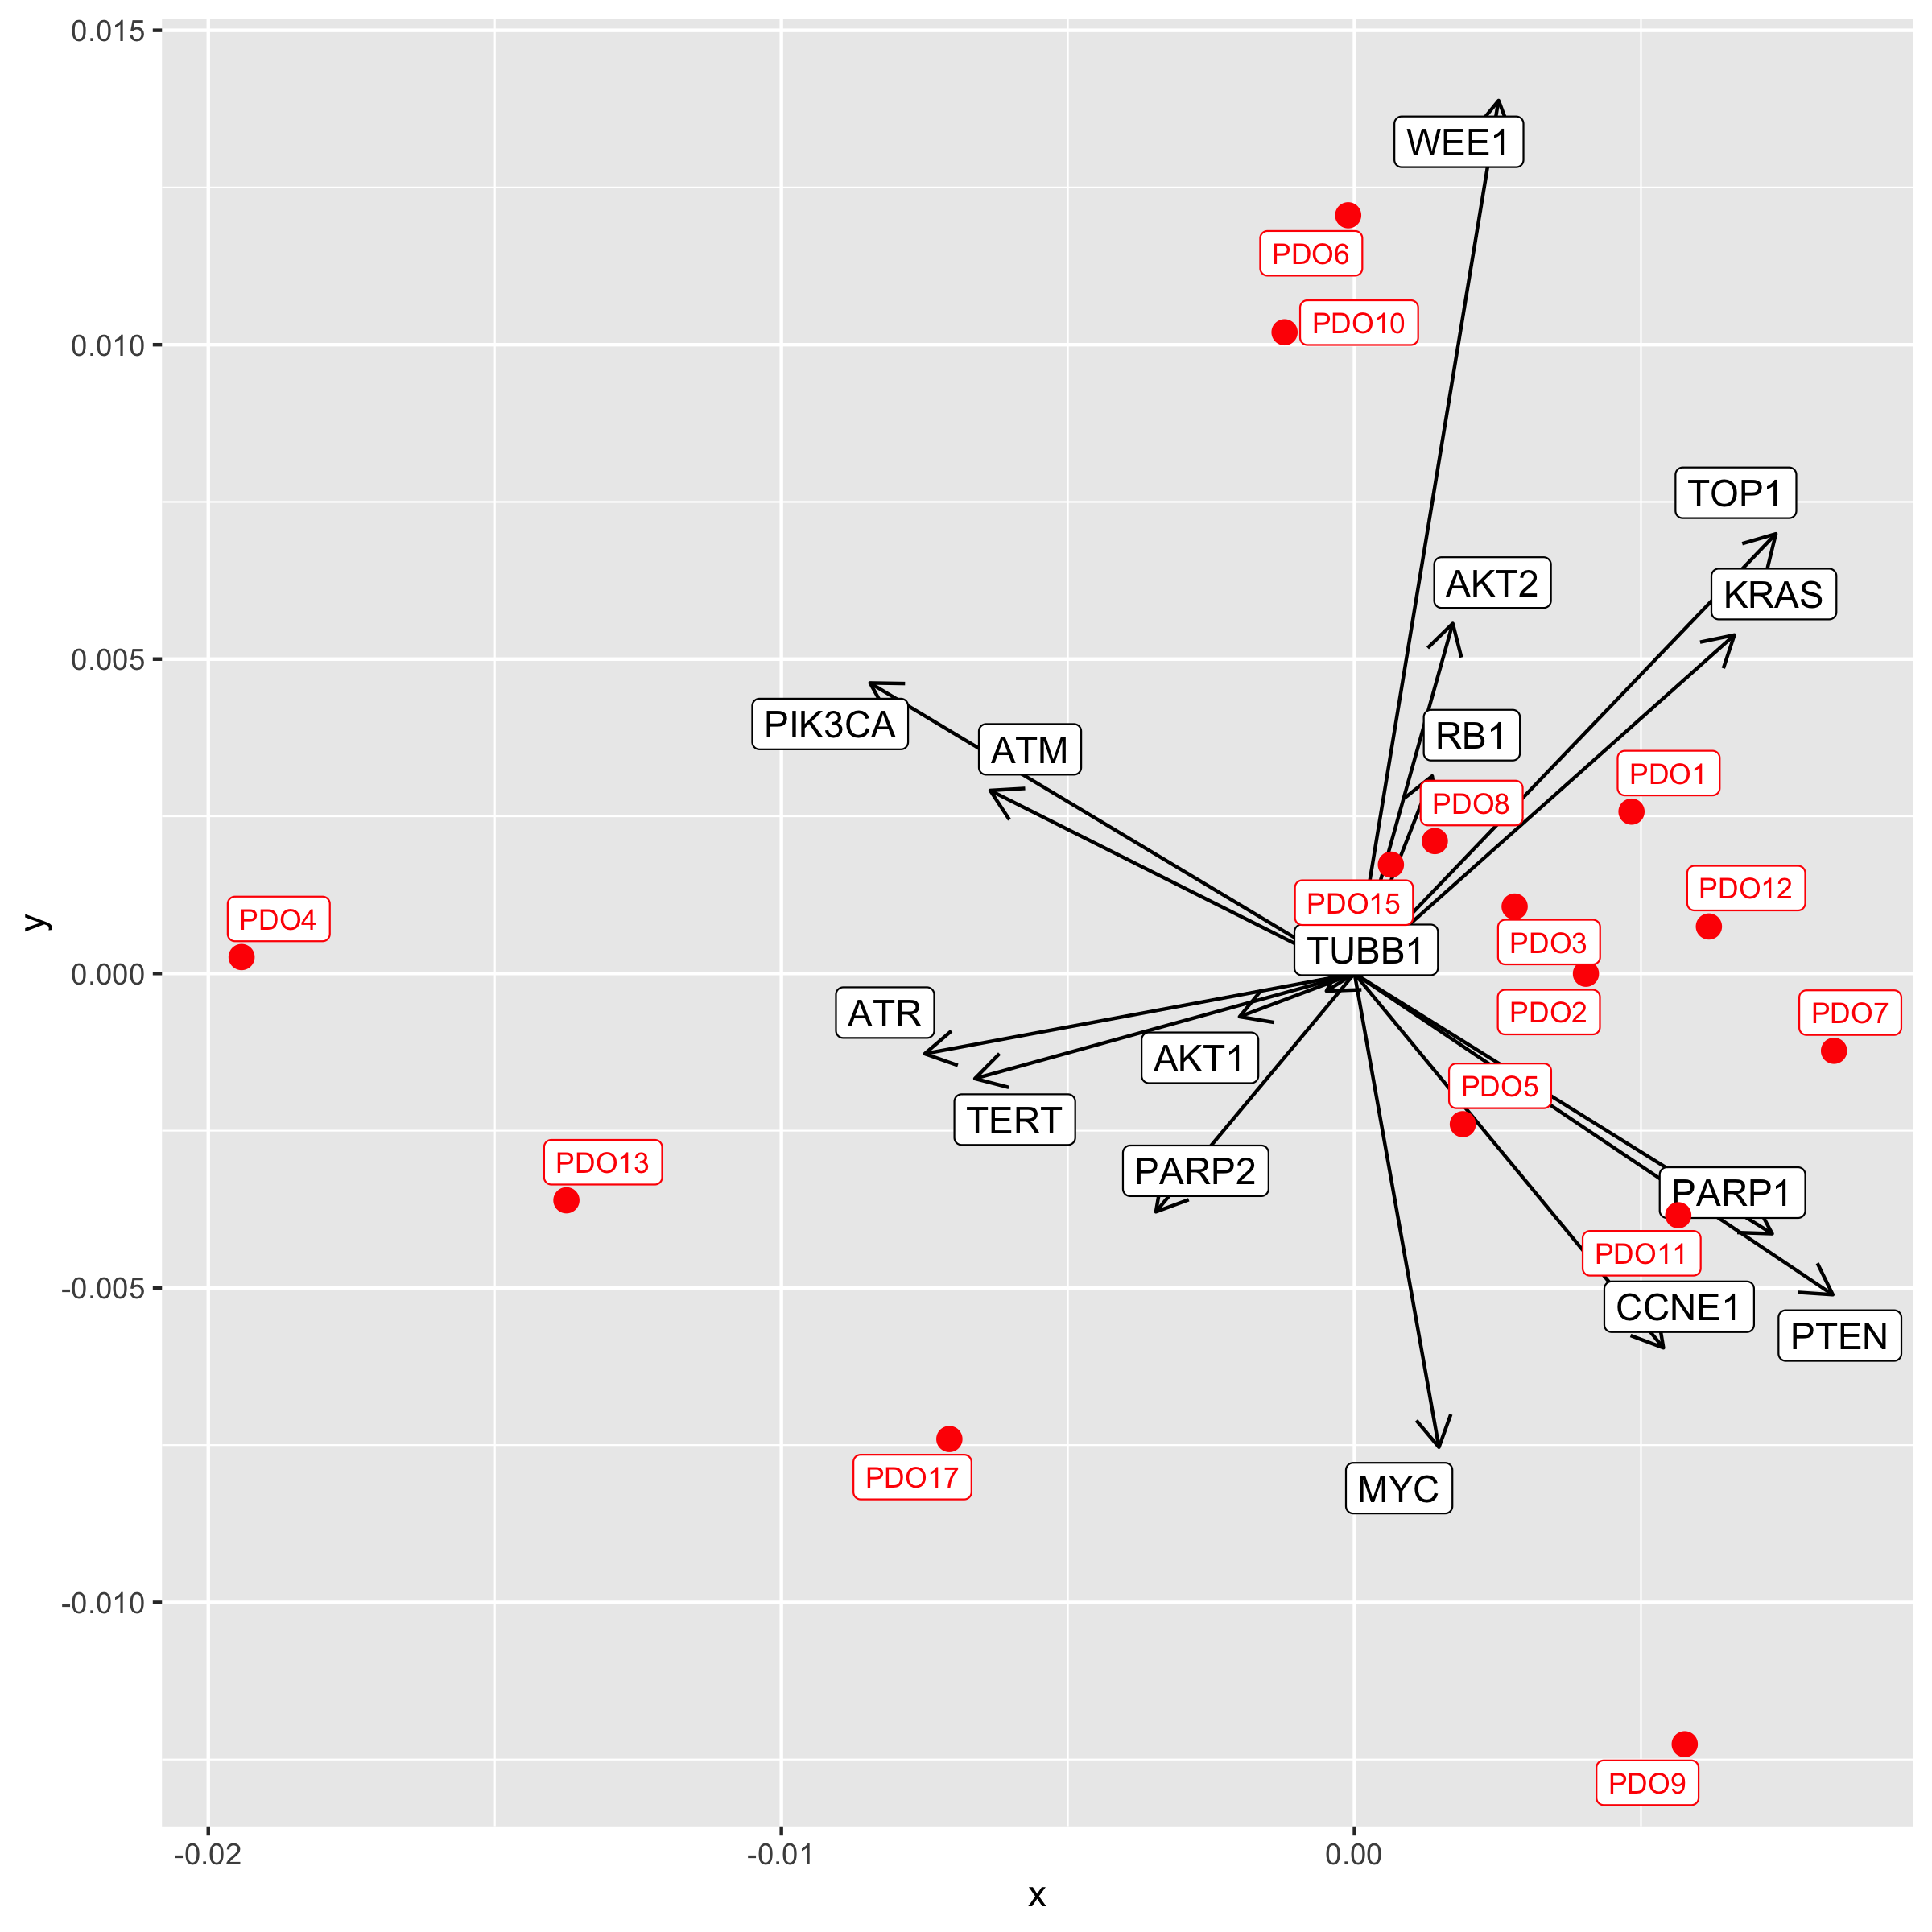 0.015
WEE1
PDO6
PDO10
0.010
TOP1
AKT2
KRAS
0.005
PIK3CA
ATM
RB1
PDO1
PDO8
PDO12
PDO15
PDO4
y
PDO3
TUBB1
0.000
ATR
PDO2
PDO7
AKT1
PDO5
TERT
PDO13
PARP2
PARP1
PDO11
-0.005
CCNE1
PTEN
PDO17
MYC
-0.010
PDO9
-0.02
-0.01
0.00
x